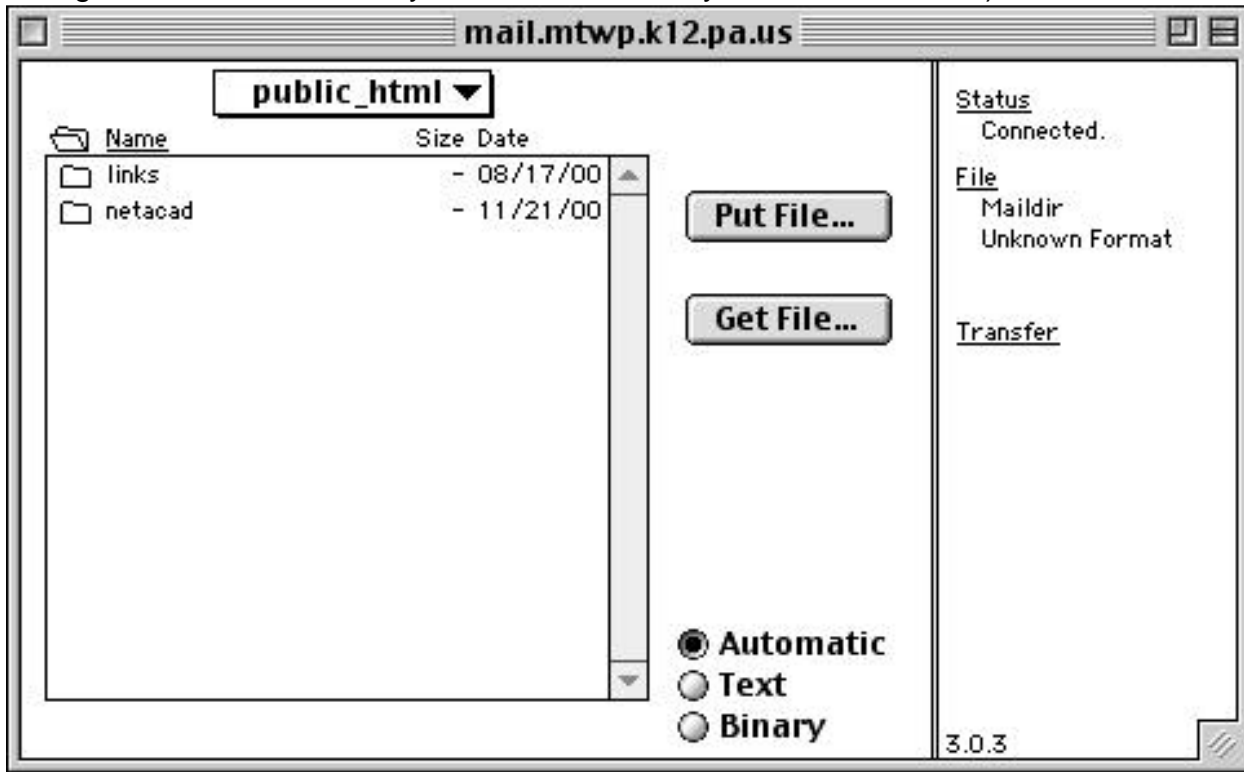 mail.mtwp.k12.pa.us
public_html
Name Size Date
links - 08/17/00
netacad - 11/21/00
Put File...
Get File...
Automatic
Text
Binary
Status
Connected.
File
Maildir
Unknown Format
Transfer
3.0.3